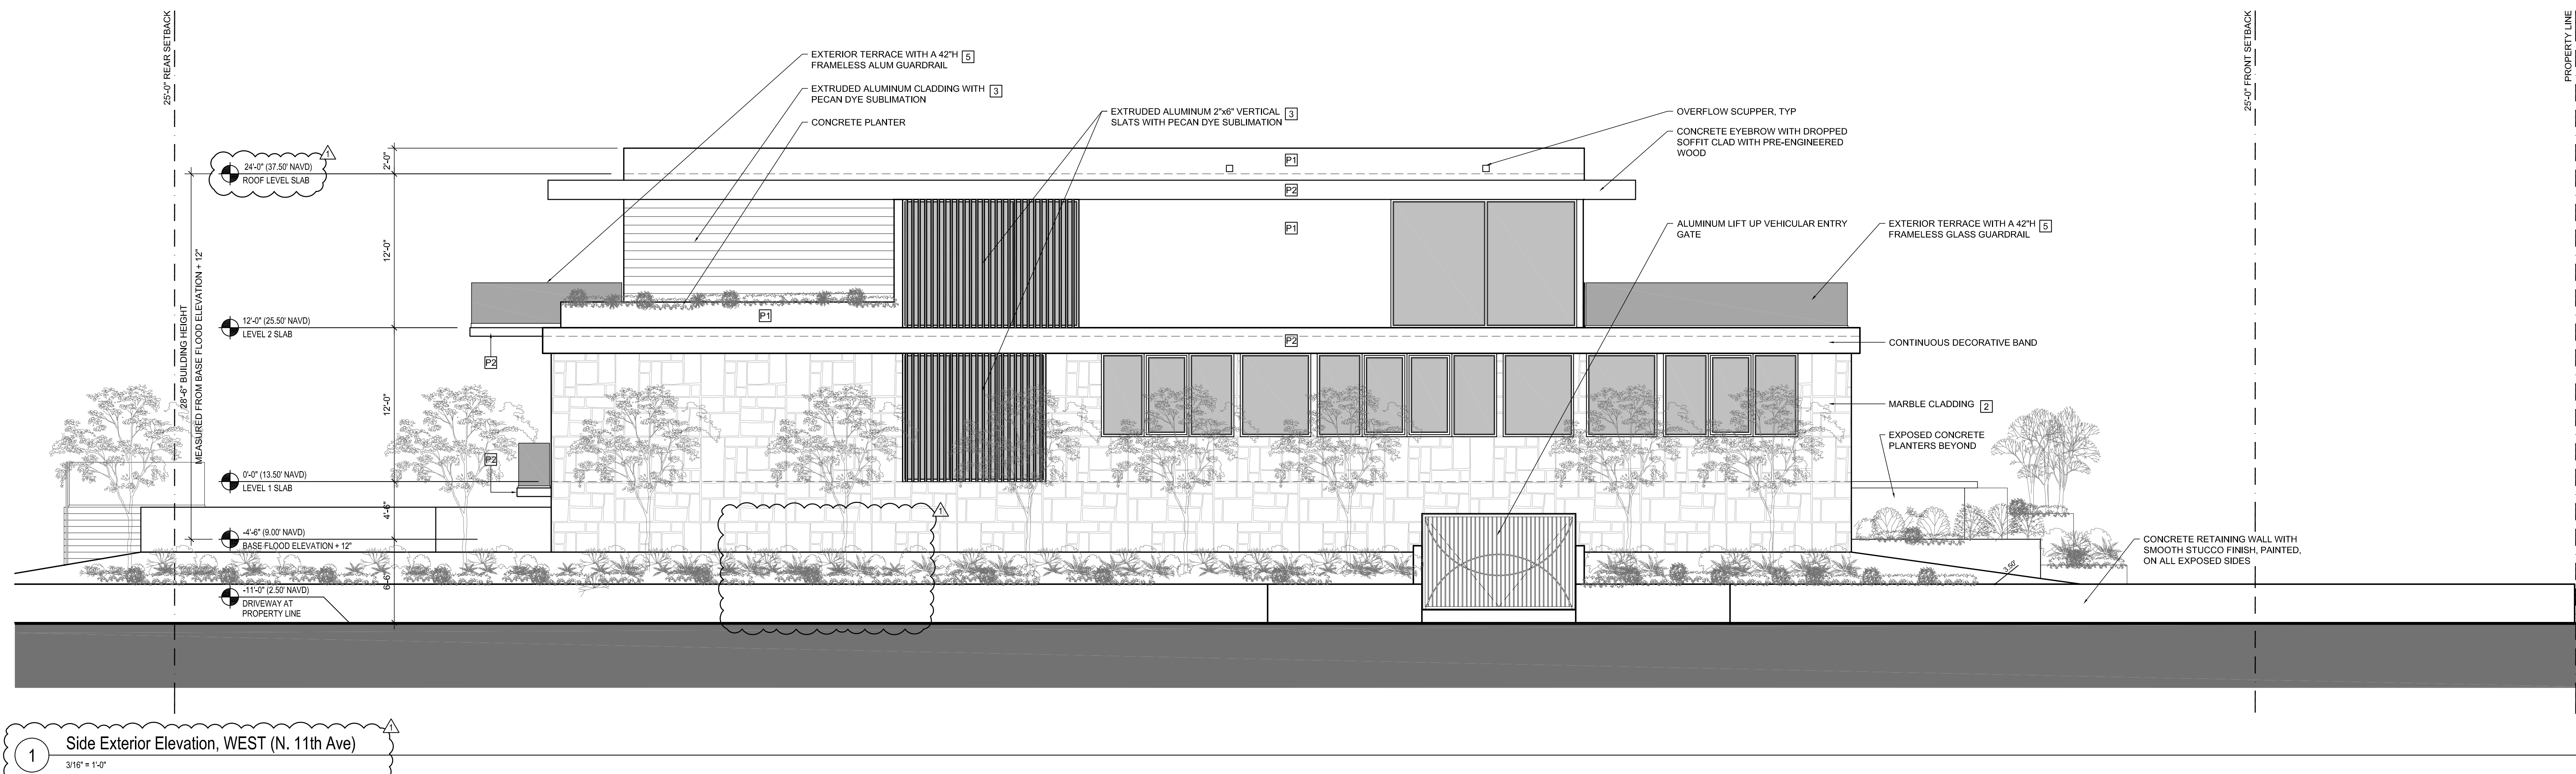 25'-0" REAR SETBACK
25'-0" FRONT SETBACK
PROPERTY LINE
EXTERIOR TERRACE WITH A 42"H 5
FRAMELESS ALUM GUARDRAIL
EXTRUDED ALUMINUM CLADDING WITH 3
PECAN DYE SUBLIMATION
CONCRETE PLANTER
EXTRUDED ALUMINUM 2"x6" VERTICAL 3
SLATS WITH PECAN DYE SUBLIMATION
OVERFLOW SCUPPER, TYP
CONCRETE EYEBROW WITH DROPPED
SOFFIT CLAD WITH PRE-ENGINEERED
WOOD
1
24'-0" (37.50' NAVD)
ROOF LEVEL SLAB
2'-0"
P1
P2
P1
ALUMINUM LIFT UP VEHICULAR ENTRY
GATE
EXTERIOR TERRACE WITH A 42"H 5
FRAMELESS GLASS GUARDRAIL
12'-0"
28'-6" BUILDING HEIGHT
MEASURED FROM BASE FLOOD ELEVATION + 12"
12'-0" (25.50' NAVD)
LEVEL 2 SLAB
P1
P2
P2
CONTINUOUS DECORATIVE BAND
12'-0"
MARBLE CLADDING 2
EXPOSED CONCRETE
PLANTERS BEYOND
P2
0'-0" (13.50' NAVD)
LEVEL 1 SLAB
4'-6"
1
-4'-6" (9.00' NAVD)
BASE FLOOD ELEVATION + 12"
CONCRETE RETAINING WALL WITH
SMOOTH STUCCO FINISH, PAINTED,
ON ALL EXPOSED SIDES
3.50'
6'-6"
-11'-0" (2.50' NAVD)
DRIVEWAY AT
PROPERTY LINE
1
1
Side Exterior Elevation, WEST (N. 11th Ave)
3/16" = 1'-0"